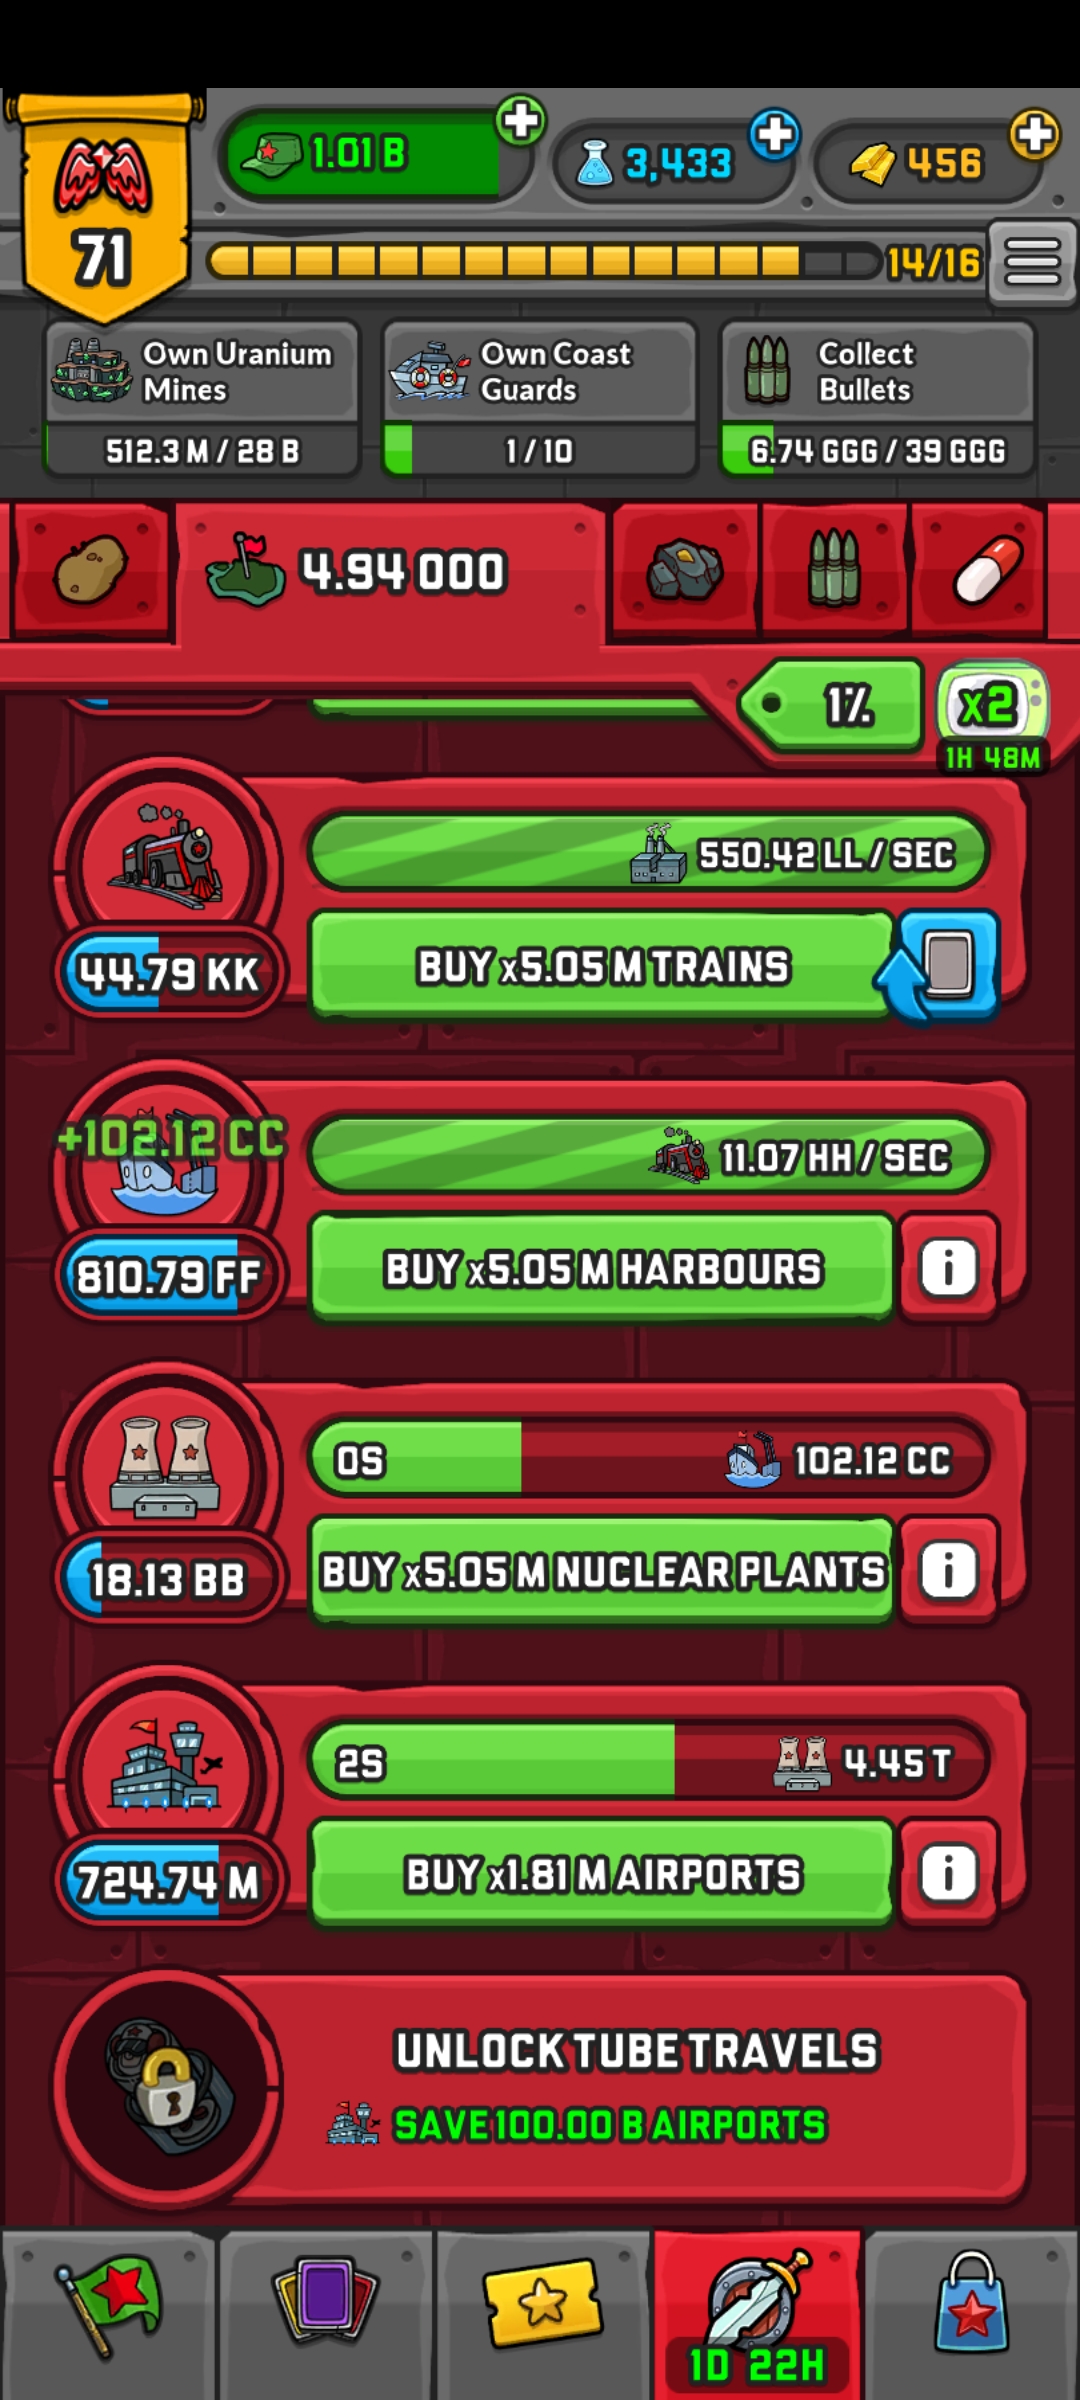 71
1.01 B
3,433
456
14/16
Own Uranium
Mines
512.3 M / 28 B
Own Coast
Guards
1 / 10
Collect
Bullets
6.74 GGG / 39 GGG
4.94 000
1%
x2
1H 48M
550.42 LL / SEC
44.79 KK
BUY x5.05 M TRAINS
+102.12 CC
11.07 HH / SEC
810.79 FF
BUY x5.05 M HARBOURS
i
0S
102.12 CC
18.13 BB
BUY x5.05 M NUCLEAR PLANTS
i
2S
4.45 T
724.74 M
BUY x1.81 M AIRPORTS
i
UNLOCK TUBE TRAVELS
SAVE 100.00 B AIRPORTS
1D 22H